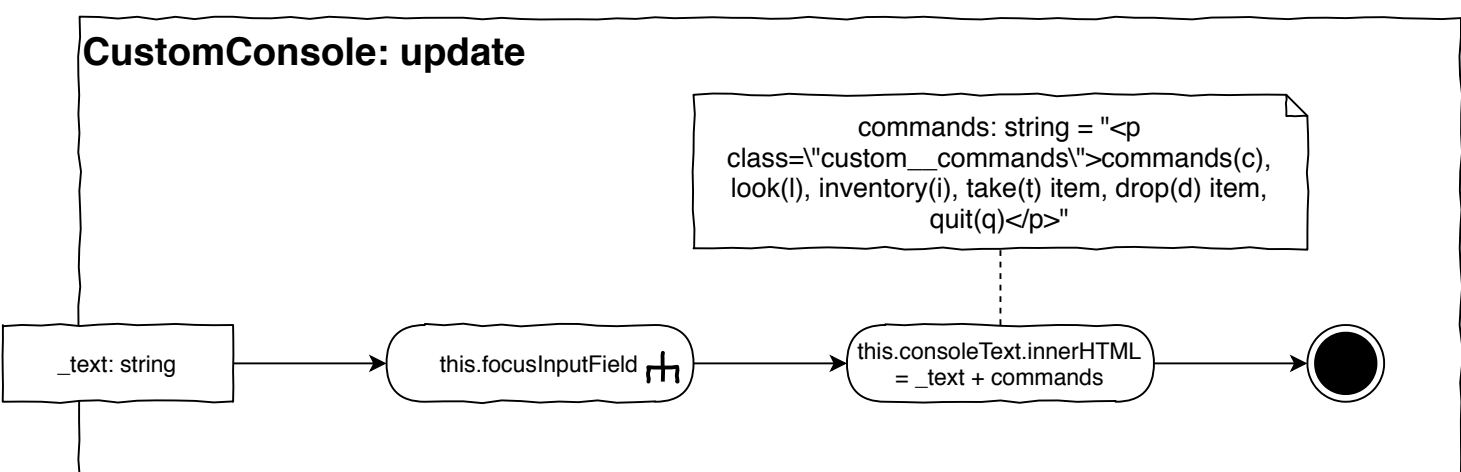 CustomConsole: update
commands: string = "<p
class=\"custom__commands\">commands(c),
look(l), inventory(i), take(t) item, drop(d) item,
quit(q)</p>"
_text: string
this.focusInputField
this.consoleText.innerHTML
= _text + commands